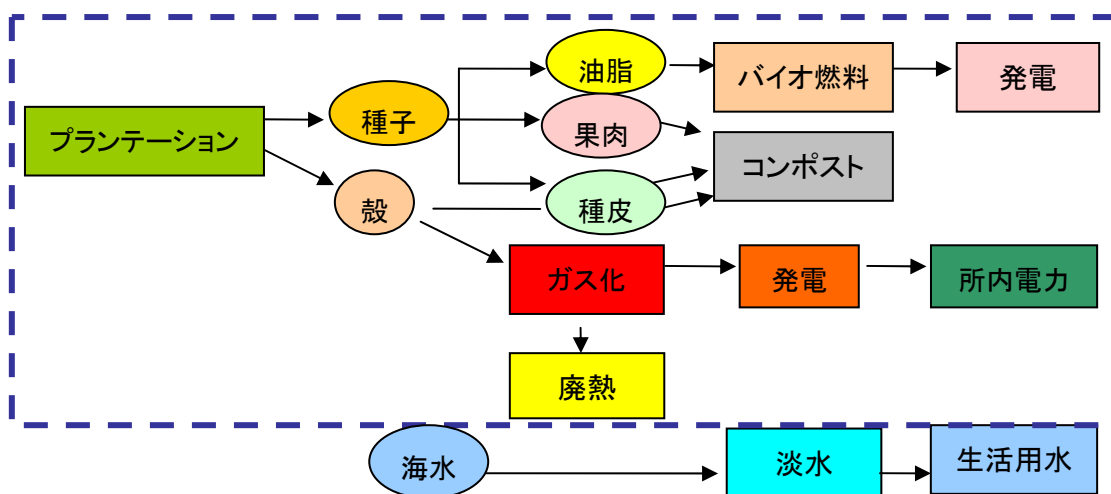 油脂
バイオ燃料
発電
プランテーション
種子
果肉
コンポスト
殻
種皮
ガス化
発電
所内電力
廃熱
海水
淡水
生活用水